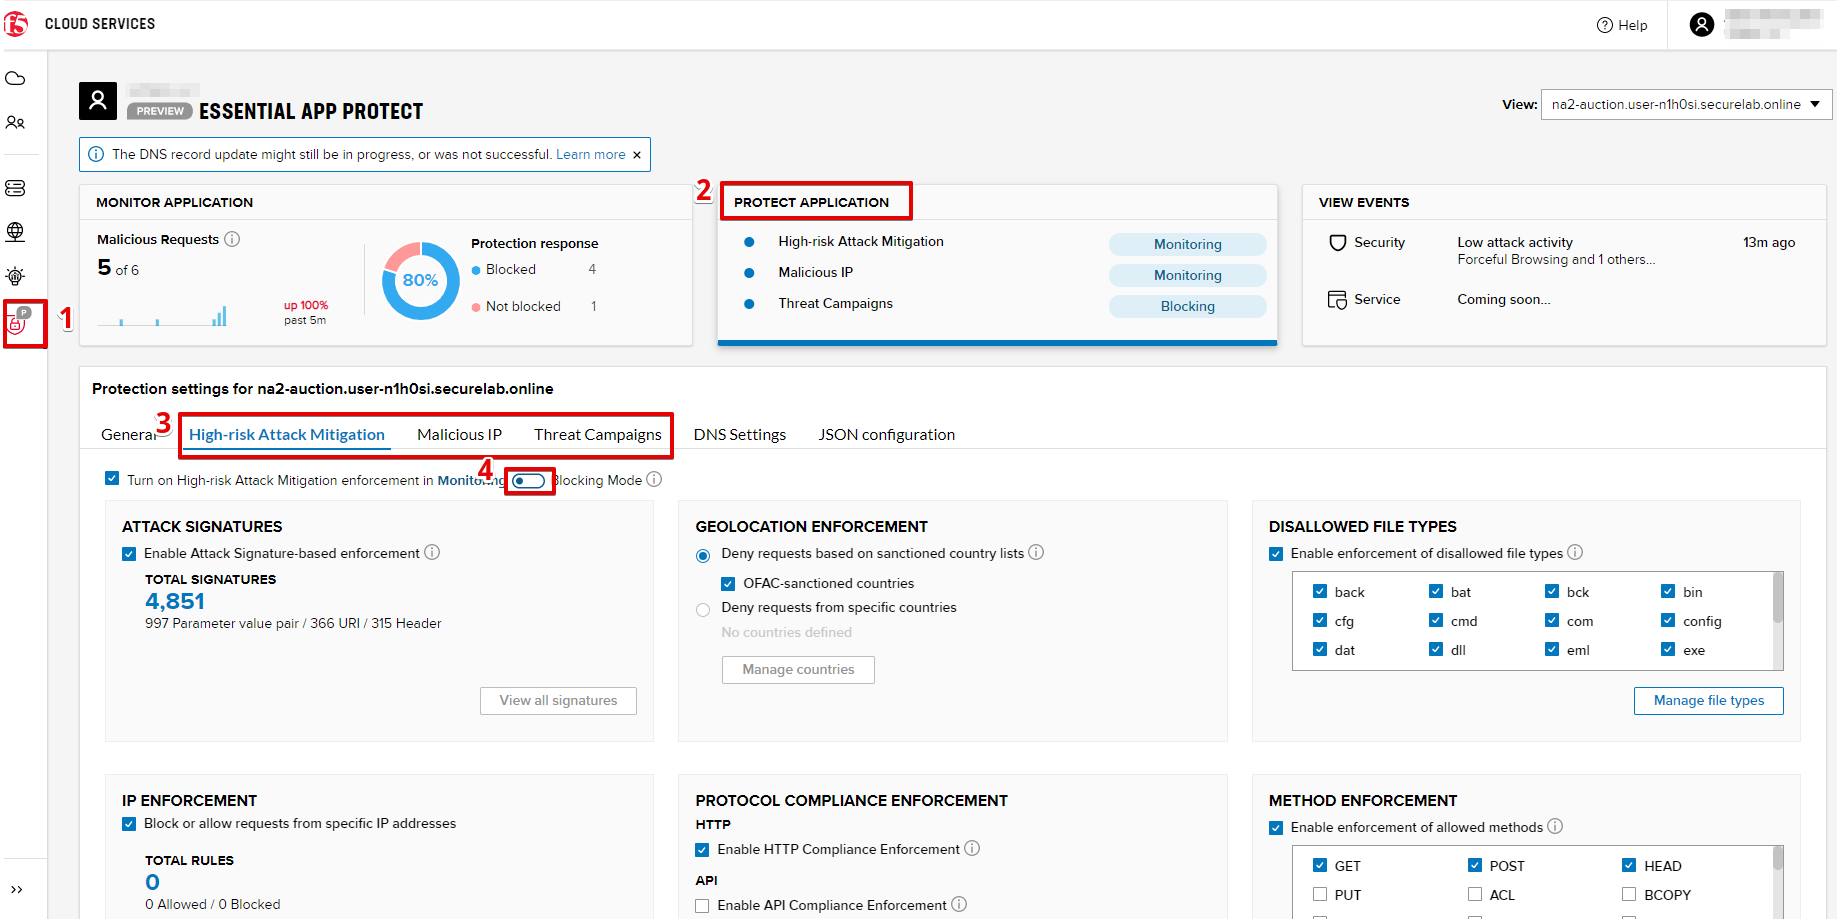 f5 CLOUD SERVICES
Help
PREVIEW ESSENTIAL APP PROTECT
View: na2-auction.user-n1h0si.securelab.online
The DNS record update might still be in progress, or was not successful. Learn more ×
MONITOR APPLICATION
Malicious Requests
5 of 6
up 100%
past 5m
80%
Protection response
Blocked 4
Not blocked 1
2
PROTECT APPLICATION
High-risk Attack Mitigation Monitoring
Malicious IP Monitoring
Threat Campaigns Blocking
VIEW EVENTS
Security Low attack activity 13m ago
Forceful Browsing and 1 others...
Service Coming soon...
P
1
Protection settings for na2-auction.user-n1h0si.securelab.online
3
General High-risk Attack Mitigation Malicious IP Threat Campaigns DNS Settings JSON configuration
4
Turn on High-risk Attack Mitigation enforcement in Monitoring Blocking Mode
ATTACK SIGNATURES
Enable Attack Signature-based enforcement
TOTAL SIGNATURES
4,851
997 Parameter value pair / 366 URI / 315 Header
View all signatures
GEOLOCATION ENFORCEMENT
Deny requests based on sanctioned country lists
OFAC-sanctioned countries
Deny requests from specific countries
No countries defined
Manage countries
DISALLOWED FILE TYPES
Enable enforcement of disallowed file types
back bat bck bin
cfg cmd com config
dat dll eml exe
Manage file types
IP ENFORCEMENT
Block or allow requests from specific IP addresses
TOTAL RULES
0
0 Allowed / 0 Blocked
PROTOCOL COMPLIANCE ENFORCEMENT
HTTP
Enable HTTP Compliance Enforcement
API
Enable API Compliance Enforcement
METHOD ENFORCEMENT
Enable enforcement of allowed methods
GET POST HEAD
PUT ACL BCOPY